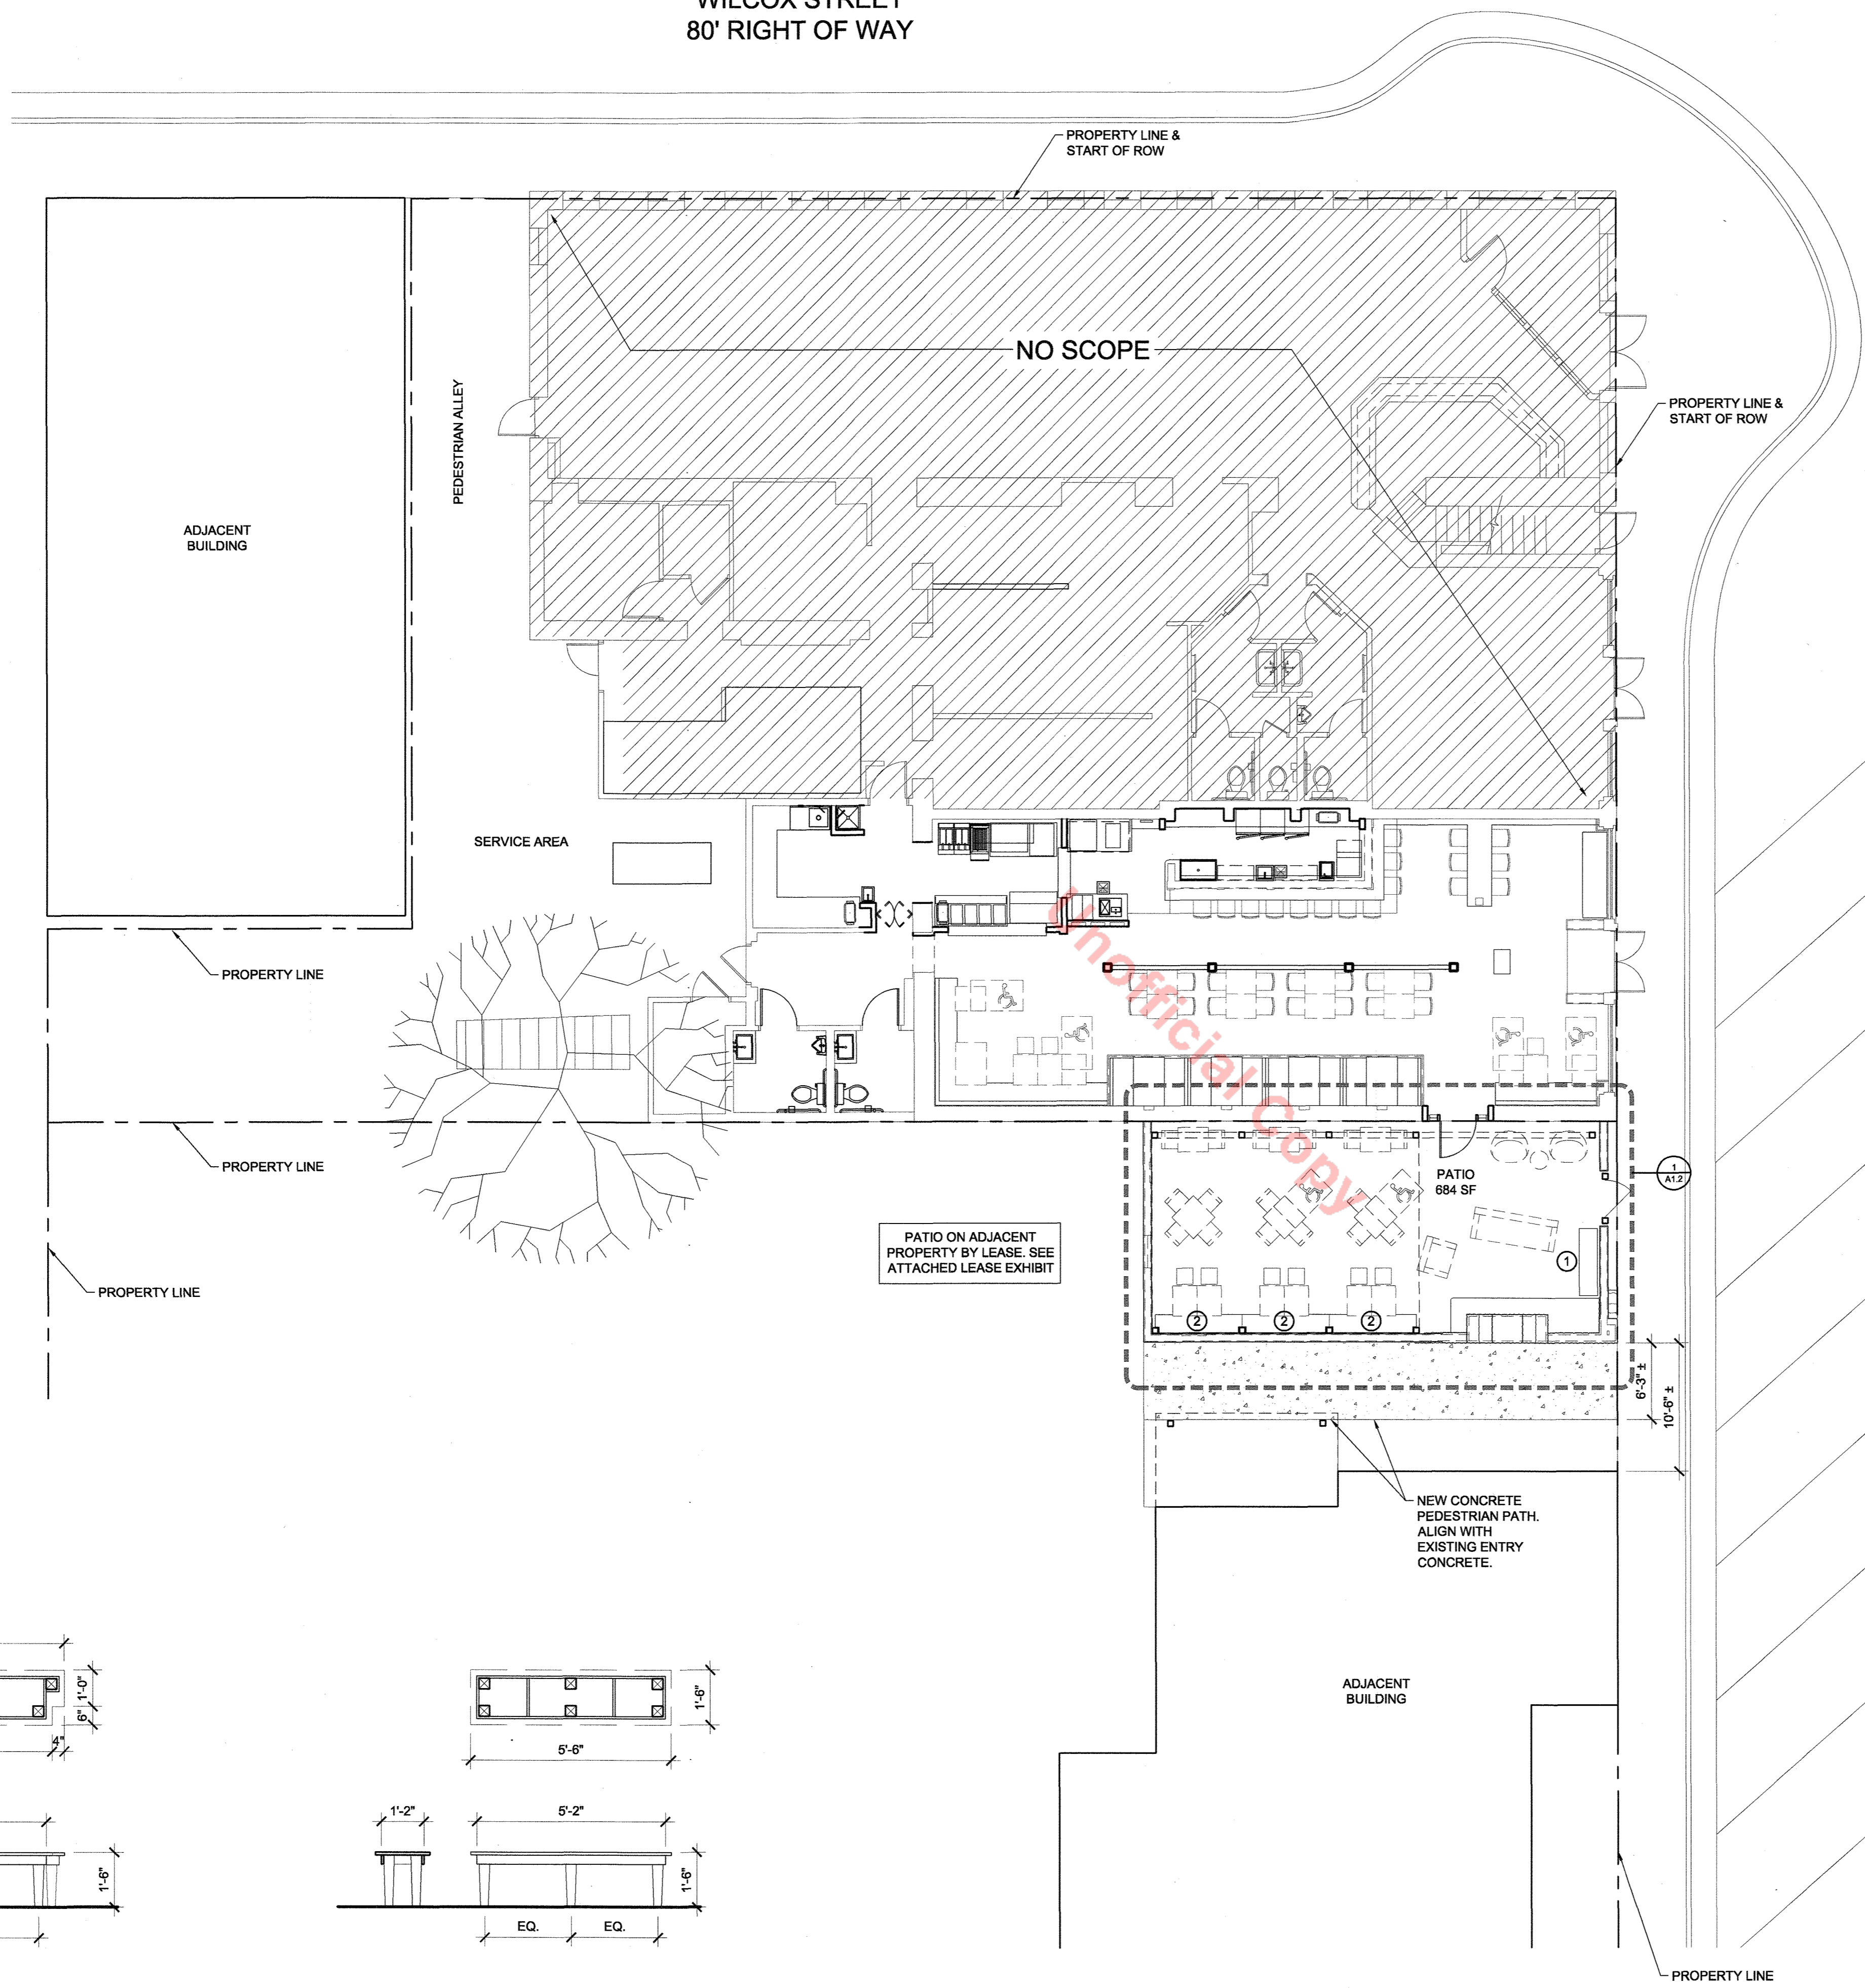 WILCOX STREET
80' RIGHT OF WAY
PROPERTY LINE &
START OF ROW
NO SCOPE
PROPERTY LINE &
START OF ROW
PEDESTRIAN ALLEY
ADJACENT
BUILDING
SERVICE AREA
PROPERTY LINE
PROPERTY LINE
PROPERTY LINE
Unofficial Copy
PATIO
684 SF
1
A1.2
PATIO ON ADJACENT
PROPERTY BY LEASE. SEE
ATTACHED LEASE EXHIBIT
1
2
2
2
6'-3" ±
10'-6" ±
NEW CONCRETE
PEDESTRIAN PATH.
ALIGN WITH
EXISTING ENTRY
CONCRETE.
ADJACENT
BUILDING
1'-0"
6"
4"
1'-6"
5'-6"
1'-2"
5'-2"
1'-6"
1'-6"
EQ.
EQ.
PROPERTY LINE